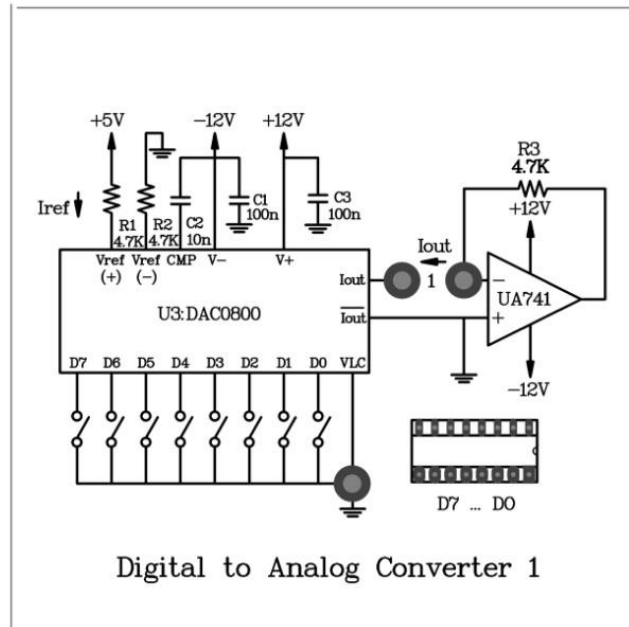 +5V −12V +12V
R3
4.7K
+12V
Iref
R1 R2 C2 C1 C3
4.7K 4.7K 10n 100n 100n
Vref Vref CMP V− V+
(+) (−)
Iout
1
Iout
U3:DAC0800
Iout
− UA741
+
D7 D6 D5 D4 D3 D2 D1 D0 VLC
−12V
D7 ... D0
Digital to Analog Converter 1